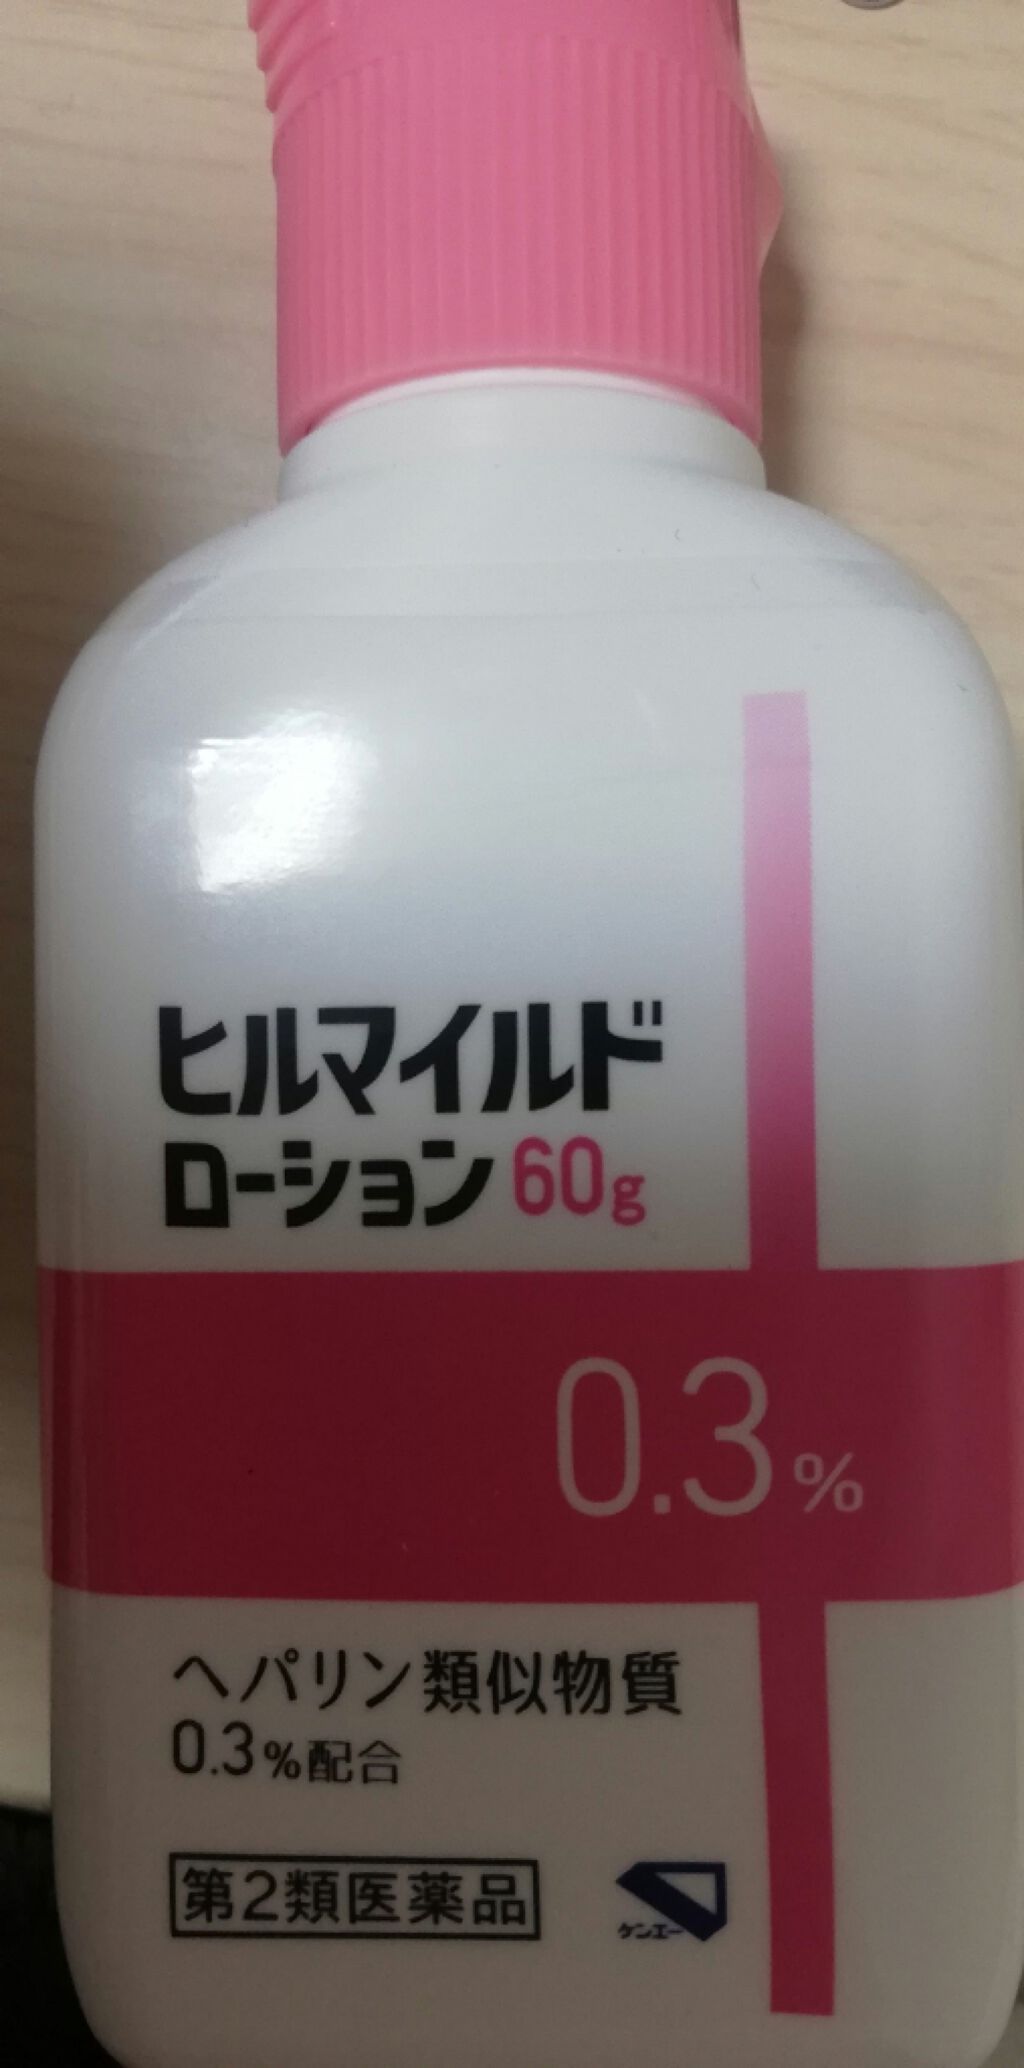 ヒルマイルド
ローション 60g
0.3%
ヘパリン類似物質
0.3%配合
第2類医薬品
ケンエー